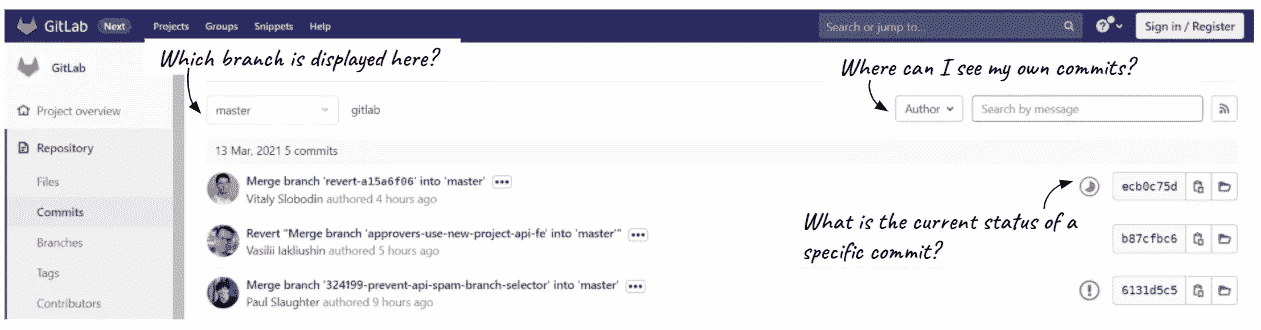 GitLab Next Projects Groups Snippets Help Search or jump to... Sign in / Register
Which branch is displayed here?
GitLab
Where can I see my own commits?
Project overview
master gitlab Author Search by message
Repository
13 Mar, 2021 5 commits
Files
Merge branch 'revert-a15a6f06' into 'master'
Vitaly Slobodin authored 4 hours ago
ecb0c75d
Commits
What is the current status of a
specific commit?
Branches
Revert "Merge branch 'approvers-use-new-project-api-fe' into 'master'"
Vasilii Iakliushin authored 5 hours ago
b87cfbc6
Tags
Merge branch '324199-prevent-api-spam-branch-selector' into 'master'
Paul Slaughter authored 9 hours ago
6131d5c5
Contributors